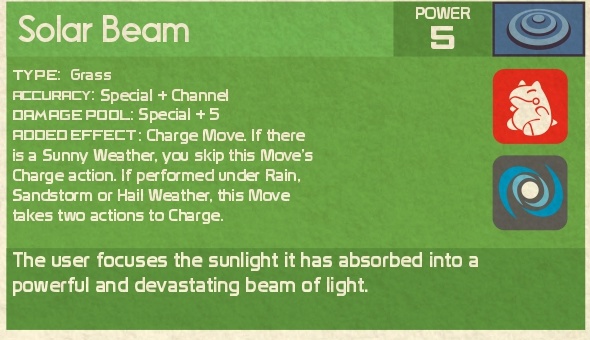 Solar Beam
POWER
5
TYPE: Grass
ACCURACY: Special + Channel
DAMAGE POOL: Special + 5
ADDED EFFECT: Charge Move. If there
is a Sunny Weather, you skip this Move's
Charge action. If performed under Rain,
Sandstorm or Hail Weather, this Move
takes two actions to Charge.
The user focuses the sunlight it has absorbed into a
powerful and devastating beam of light.